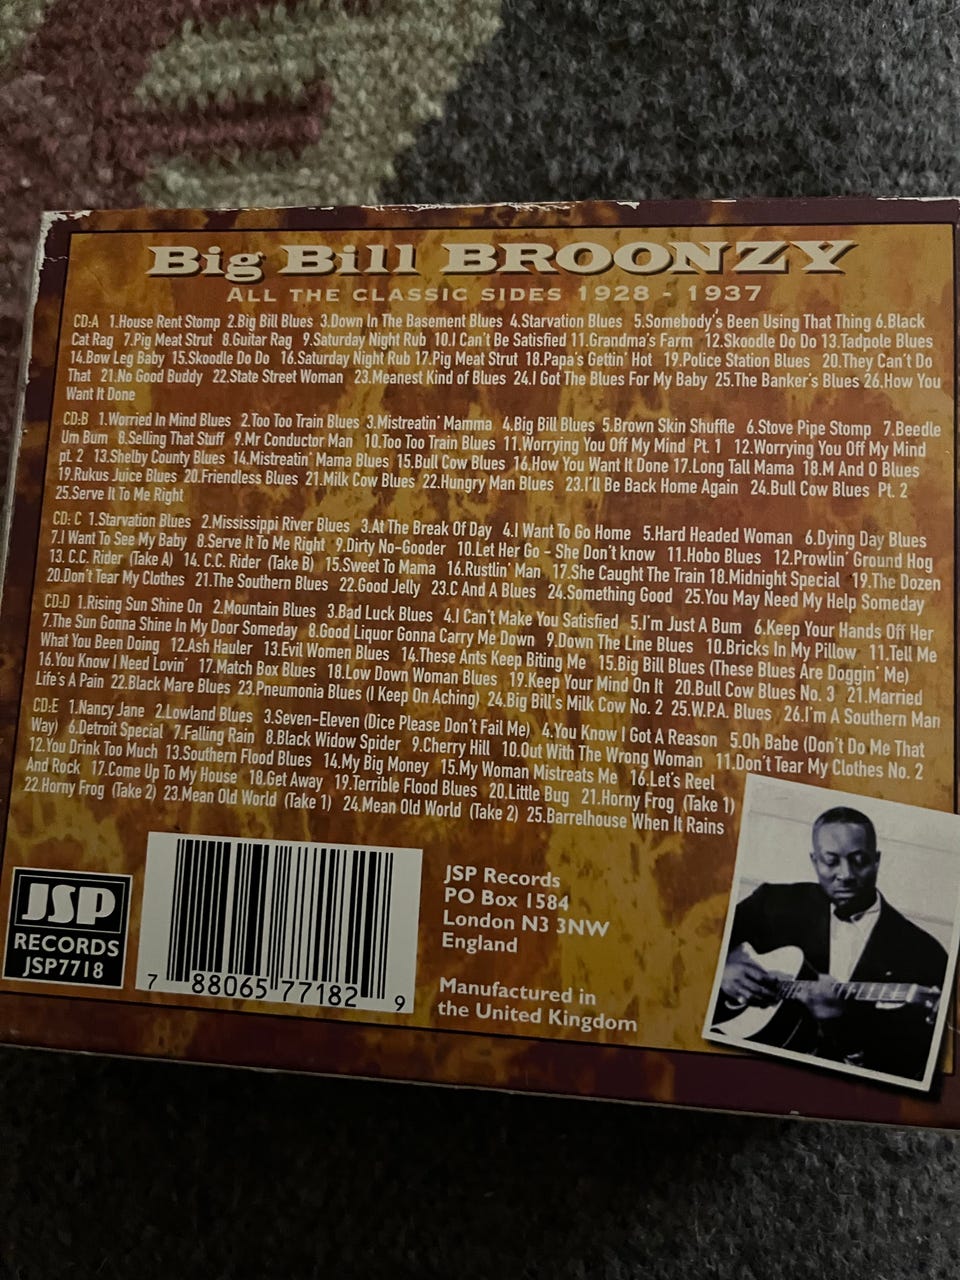 Big Bill BROONZY
ALL THE CLASSIC SIDES 1928 - 1937
CD:A 1.House Rent Stomp 2.Big Bill Blues 3.Down In The Basement Blues 4.Starvation Blues 5.Somebody's Been Using That Thing 6.Black
Cat Rag 7.Pig Meat Strut 8.Guitar Rag 9.Saturday Night Rub 10.I Can't Be Satisfied 11.Grandma's Farm 12.Skoodle Do Do 13.Tadpole Blues
14.Bow Leg Baby 15.Skoodle Do Do 16.Saturday Night Rub 17.Pig Meat Strut 18.Papa's Gettin' Hot 19.Police Station Blues 20.They Can't Do
That 21.No Good Buddy 22.State Street Woman 23.Meanest Kind of Blues 24.I Got The Blues For My Baby 25.The Banker's Blues 26.How You
Want It Done
CD:B 1.Worried In Mind Blues 2.Too Too Train Blues 3.Mistreatin' Mamma 4.Big Bill Blues 5.Brown Skin Shuffle 6.Stove Pipe Stomp 7.Beedle
Um Bum 8.Selling That Stuff 9.Mr Conductor Man 10.Too Too Train Blues 11.Worrying You Off My Mind Pt. 1 12.Worrying You Off My Mind
pt. 2 13.Shelby County Blues 14.Mistreatin' Mama Blues 15.Bull Cow Blues 16.How You Want It Done 17.Long Tall Mama 18.M And O Blues
19.Rukus Juice Blues 20.Friendless Blues 21.Milk Cow Blues 22.Hungry Man Blues 23.I'll Be Back Home Again 24.Bull Cow Blues Pt. 2
25.Serve It To Me Right
CD: C 1.Starvation Blues 2.Mississippi River Blues 3.At The Break Of Day 4.I Want To Go Home 5.Hard Headed Woman 6.Dying Day Blues
7.I Want To See My Baby 8.Serve It To Me Right 9.Dirty No-Gooder 10.Let Her Go - She Don't know 11.Hobo Blues 12.Prowlin' Ground Hog
13. C.C. Rider (Take A) 14. C.C. Rider (Take B) 15.Sweet To Mama 16.Rustlin' Man 17.She Caught The Train 18.Midnight Special 19.The Dozen
20.Don't Tear My Clothes 21.The Southern Blues 22.Good Jelly 23.C And A Blues 24.Something Good 25.You May Need My Help Someday
CD:D 1.Rising Sun Shine On 2.Mountain Blues 3.Bad Luck Blues 4.I Can't Make You Satisfied 5.I'm Just A Bum 6.Keep Your Hands Off Her
7.The Sun Gonna Shine In My Door Someday 8.Good Liquor Gonna Carry Me Down 9.Down The Line Blues 10.Bricks In My Pillow 11.Tell Me
What You Been Doing 12.Ash Hauler 13.Evil Women Blues 14.These Ants Keep Biting Me 15.Big Bill Blues (These Blues Are Doggin' Me)
16.You Know I Need Lovin' 17.Match Box Blues 18.Low Down Woman Blues 19.Keep Your Mind On It 20.Bull Cow Blues No. 3 21.Married
Life's A Pain 22.Black Mare Blues 23.Pneumonia Blues (I Keep On Aching) 24.Big Bill's Milk Cow No. 2 25.W.P.A. Blues 26.I'm A Southern Man
CD:E 1.Nancy Jane 2.Lowland Blues 3.Seven-Eleven (Dice Please Don't Fail Me) 4.You Know I Got A Reason 5.Oh Babe (Don't Do Me That
Way) 6.Detroit Special 7.Falling Rain 8.Black Widow Spider 9.Cherry Hill 10.Out With The Wrong Woman 11.Don't Tear My Clothes No. 2
12.You Drink Too Much 13.Southern Flood Blues 14.My Big Money 15.My Woman Mistreats Me 16.Let's Reel
And Rock 17.Come Up To My House 18.Get Away 19.Terrible Flood Blues 20.Little Bug 21.Horny Frog (Take 1)
22.Horny Frog (Take 2) 23.Mean Old World (Take 1) 24.Mean Old World (Take 2) 25.Barrelhouse When It Rains
JSP
RECORDS
JSP7718
7 88065 77182 9
JSP Records
PO Box 1584
London N3 3NW
England
Manufactured in
the United Kingdom